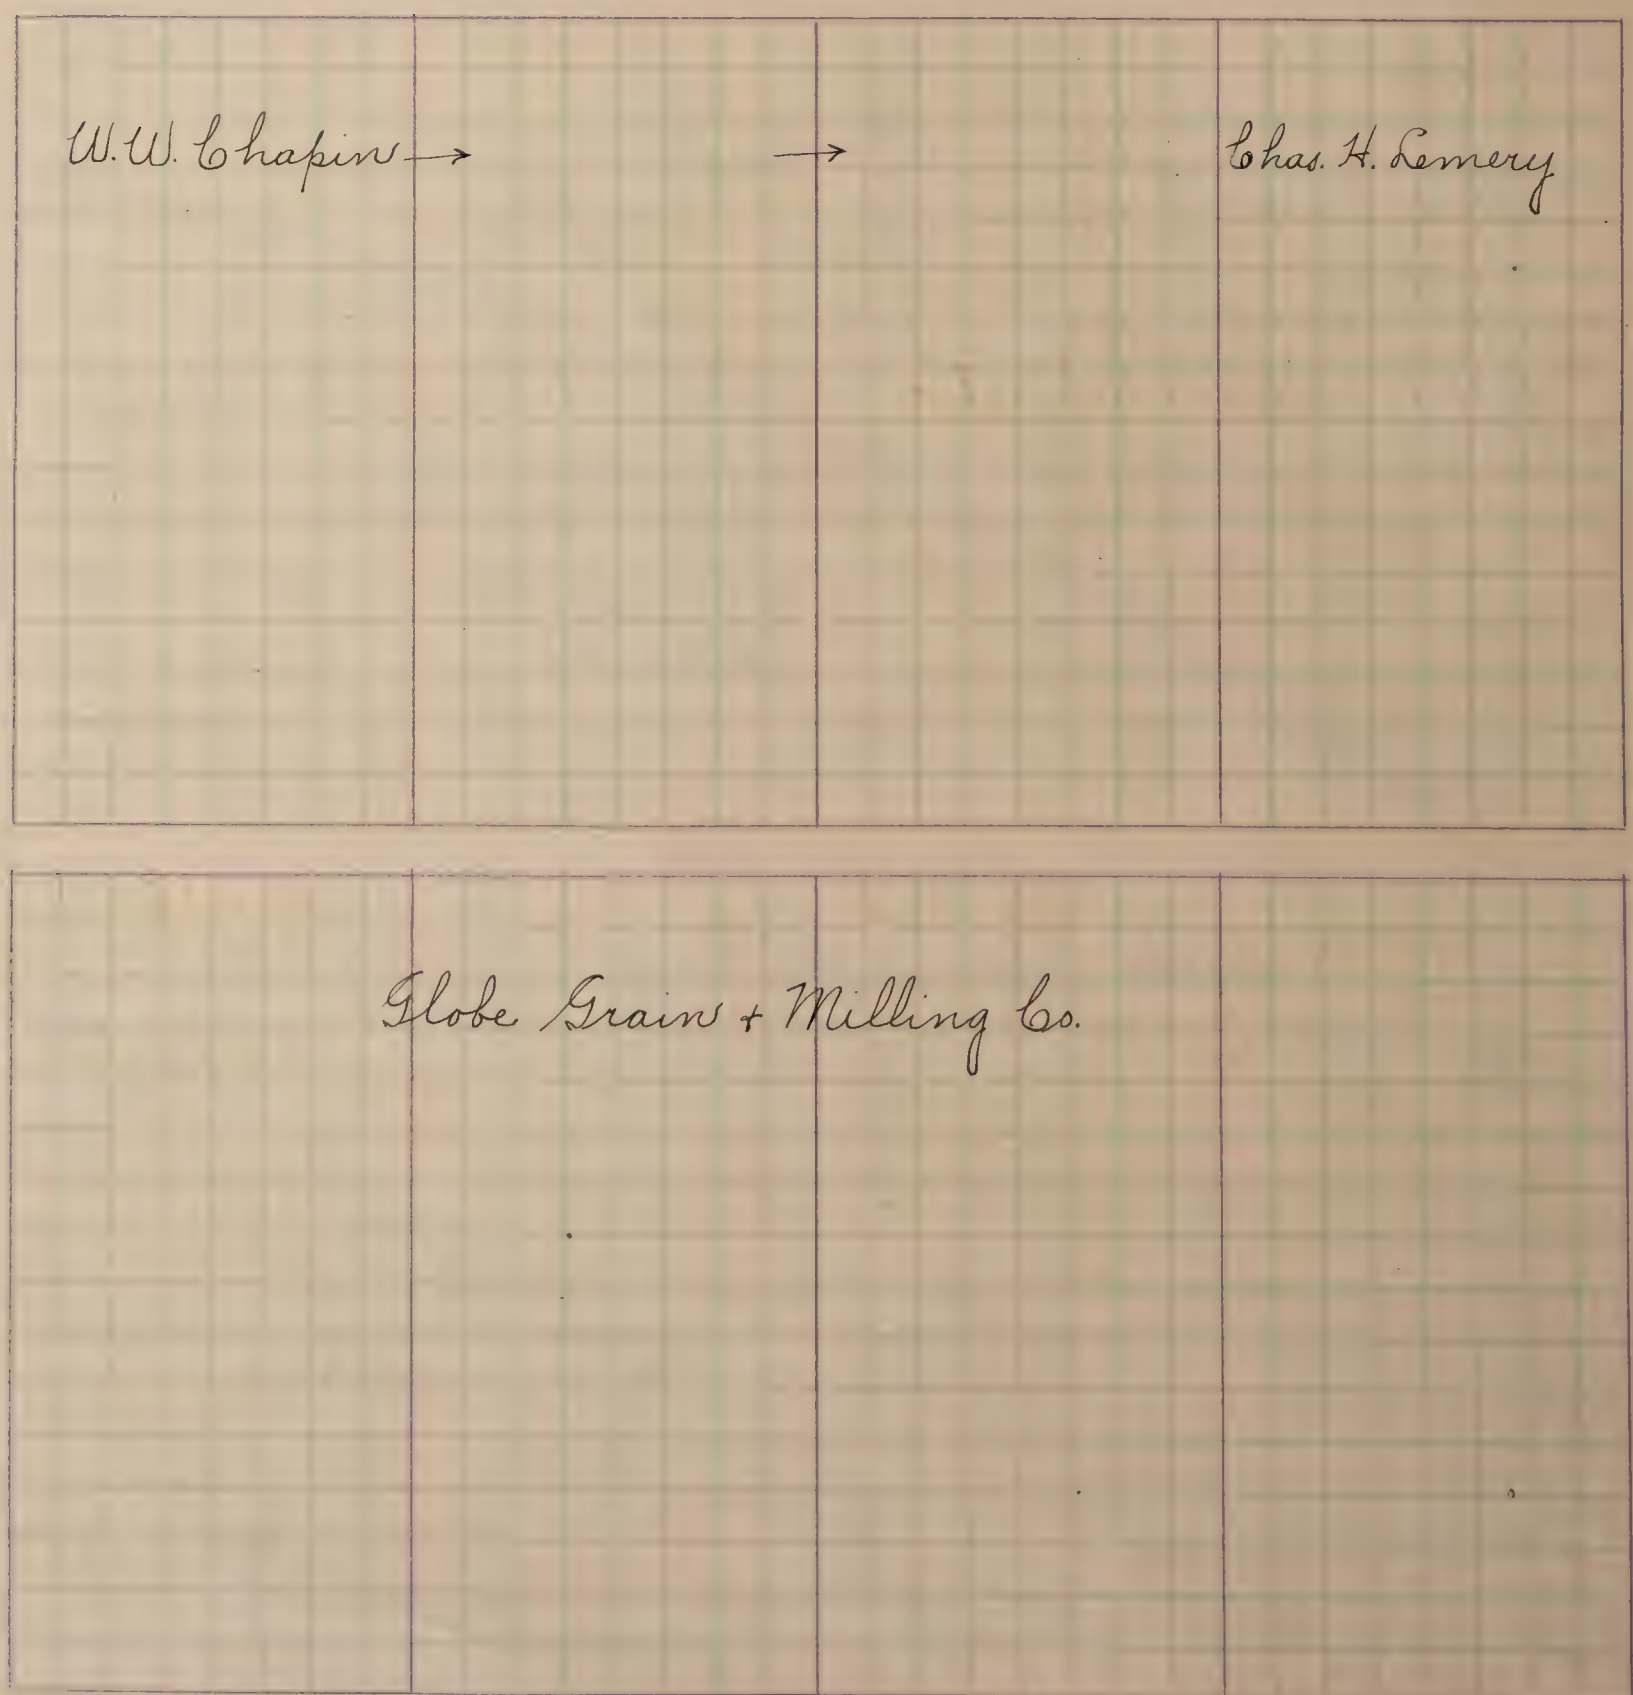 W.W. Chapin → → Chas. H. Lemery
Globe Grain + Milling Co.